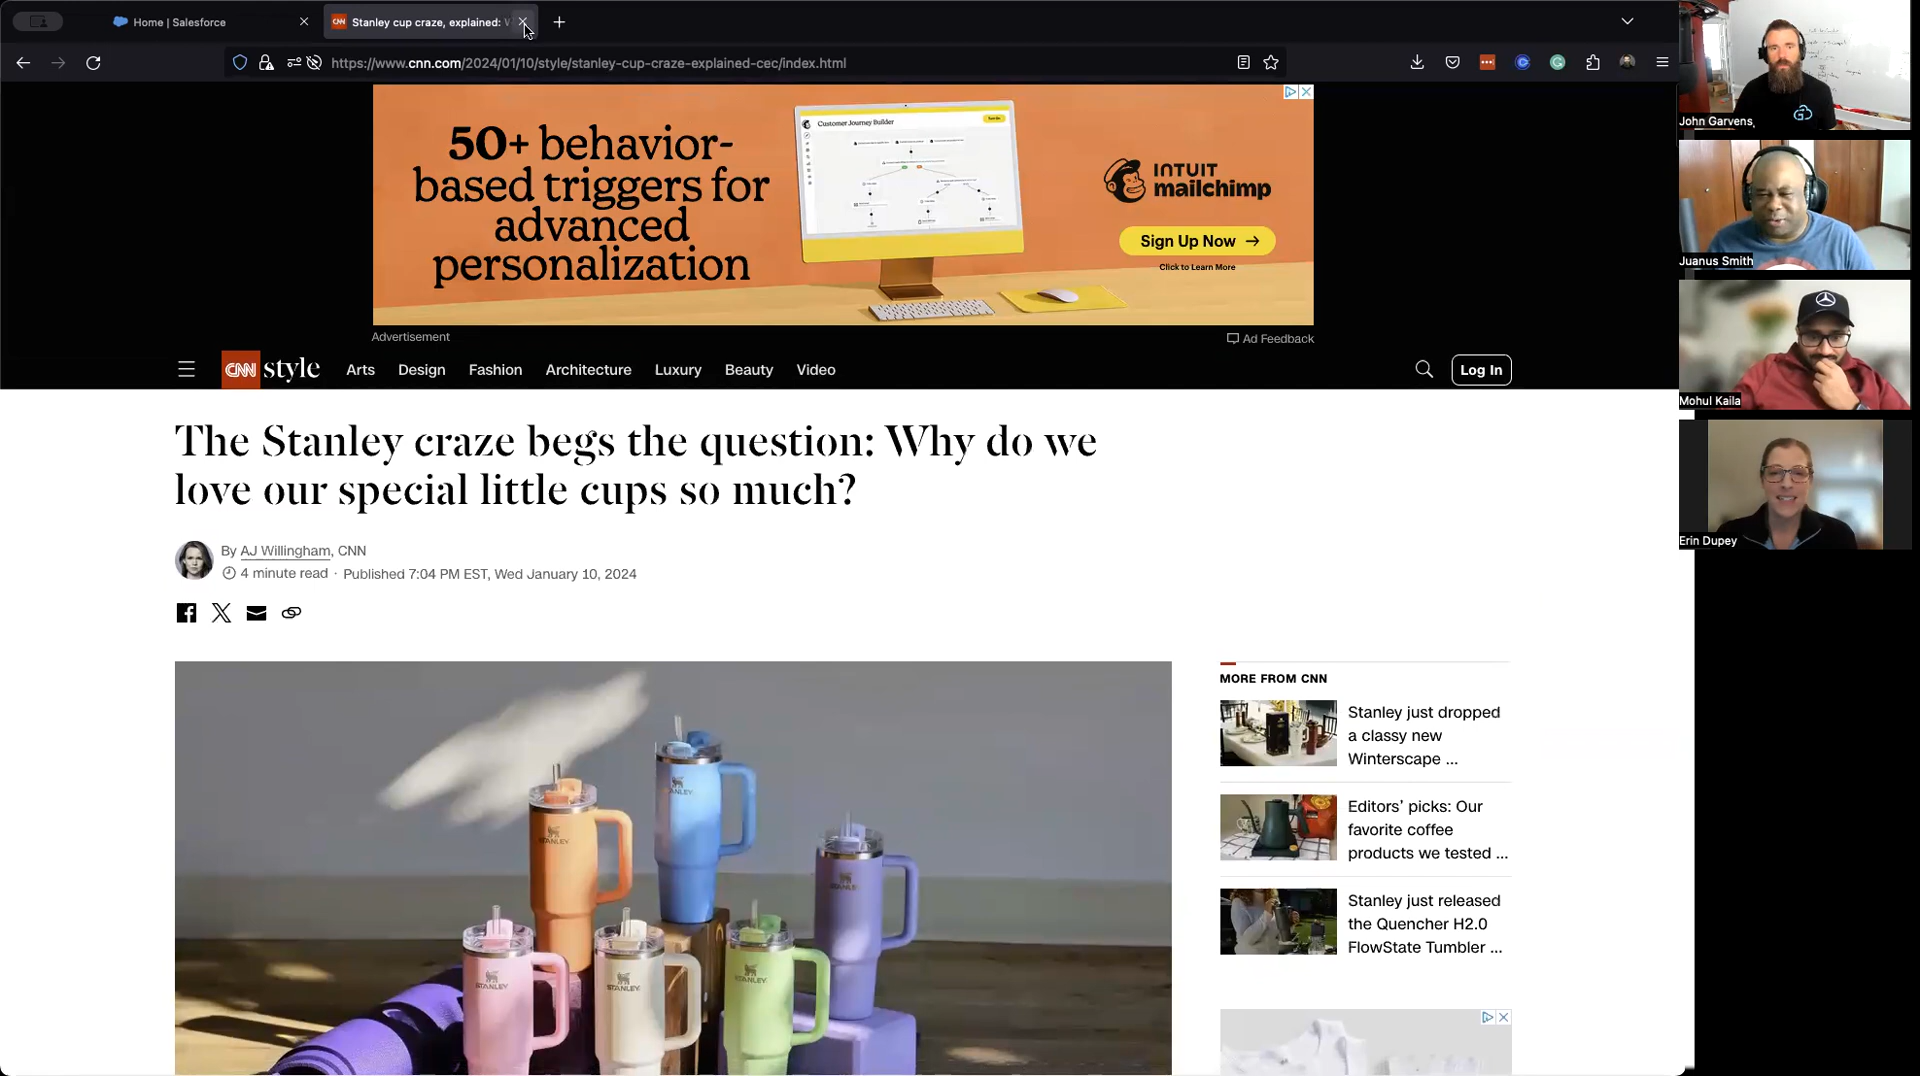 Home | Salesforce
Stanley cup craze, explained: W
https://www.cnn.com/2024/01/10/style/stanley-cup-craze-explained-cec/index.html
50+ behavior-
based triggers for
advanced
personalization
Customer Journey Builder
INTUIT
mailchimp
Sign Up Now →
Click to Learn More
Advertisement
Ad Feedback
CNN style
Arts
Design
Fashion
Architecture
Luxury
Beauty
Video
Log In
The Stanley craze begs the question: Why do we
love our special little cups so much?
By AJ Willingham, CNN
4 minute read · Published 7:04 PM EST, Wed January 10, 2024
STANLEY
STANLEY
STANLEY
STANLEY
STANLEY
STANLEY
MORE FROM CNN
Stanley just dropped
a classy new
Winterscape ...
Editors' picks: Our
favorite coffee
products we tested ...
Stanley just released
the Quencher H2.0
FlowState Tumbler ...
John Garvens
Juanus Smith
Mohul Kaila
Erin Dupey